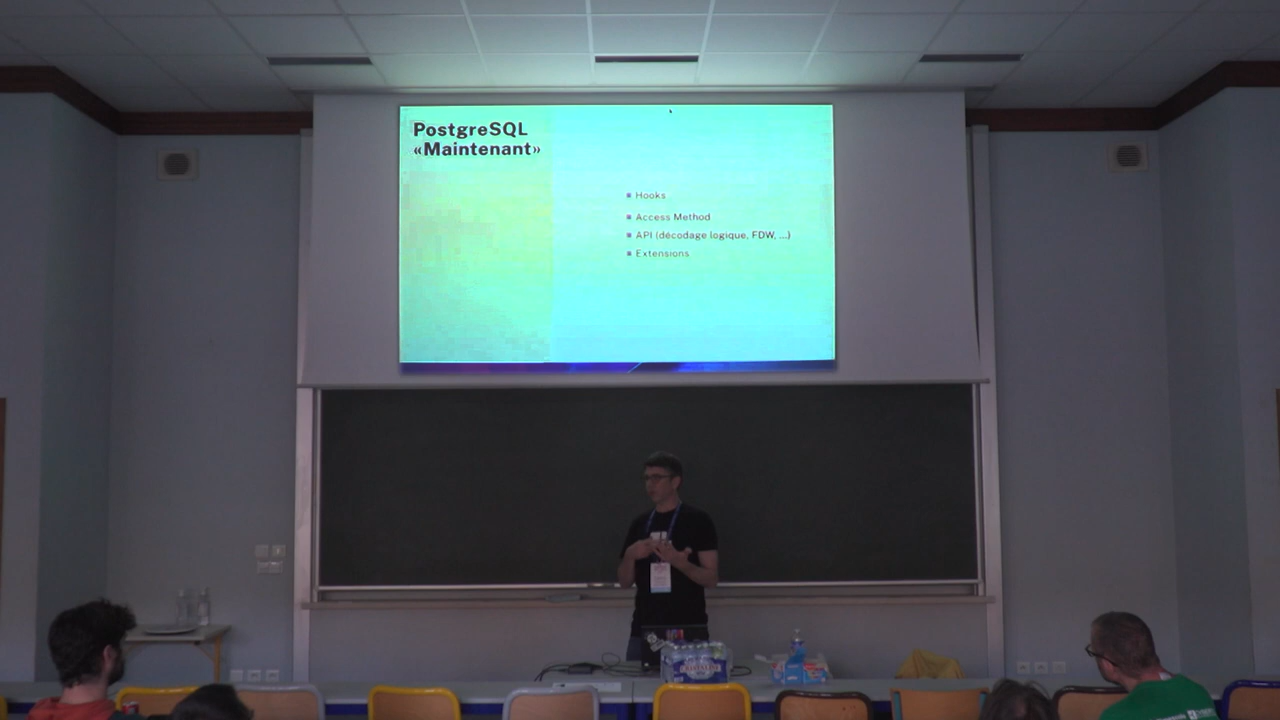 PostgreSQL
«Maintenant»
Hooks
Access Method
API (décodage logique, FDW, ...)
Extensions